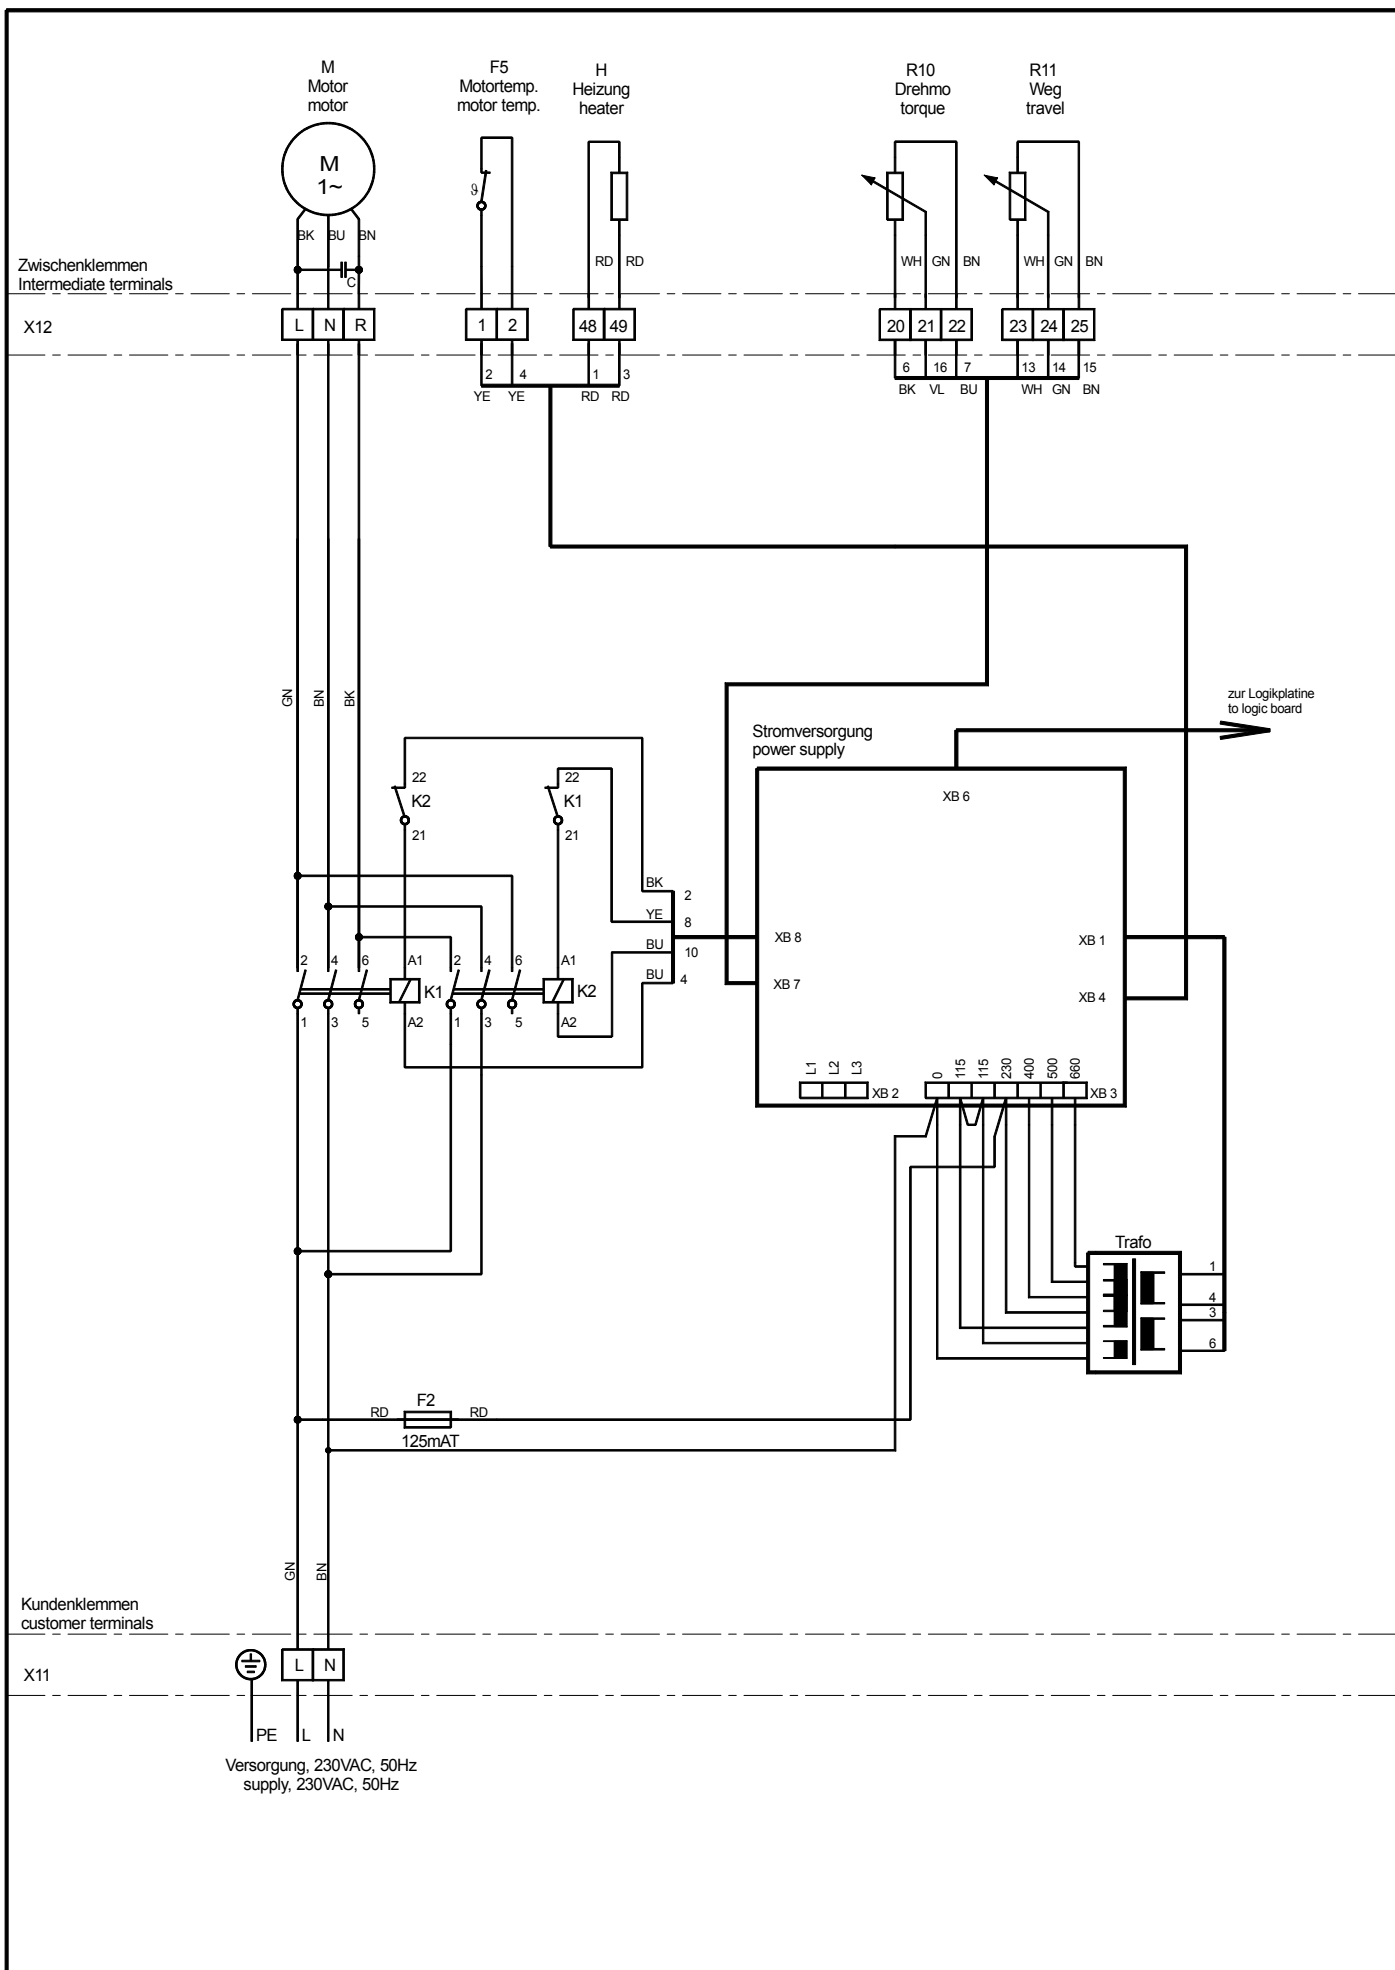 M
Motor
motor
F5
Motortemp.
motor temp.
H
Heizung
heater
R10
Drehmo
torque
R11
Weg
travel
M
1~
ϑ
BK BU BN
C
RD RD
WH GN BN
WH GN BN
Zwischenklemmen
Intermediate terminals
X12
L N R
1 2
48 49
20 21 22
23 24 25
2 4
1 3
6 16 7
13 14 15
YE YE
RD RD
BK VL BU
WH GN BN
GN BN BK
zur Logikplatine
to logic board
Stromversorgung
power supply
XB 6
22
K2
21
22
K1
21
BK 2
YE 8
BU 10
BU 4
XB 8
XB 7
XB 1
XB 4
2 4 6 A1
K1
1 3 5 A2
2 4 6 A1
K2
1 3 5 A2
L1 L2 L3
XB 2
0 115 115 230 400 500 660
XB 3
Trafo
1
4
3
6
F2
RD RD
125mAT
GN BN
Kundenklemmen
customer terminals
X11
L N
PE L N
Versorgung, 230VAC, 50Hz
supply, 230VAC, 50Hz